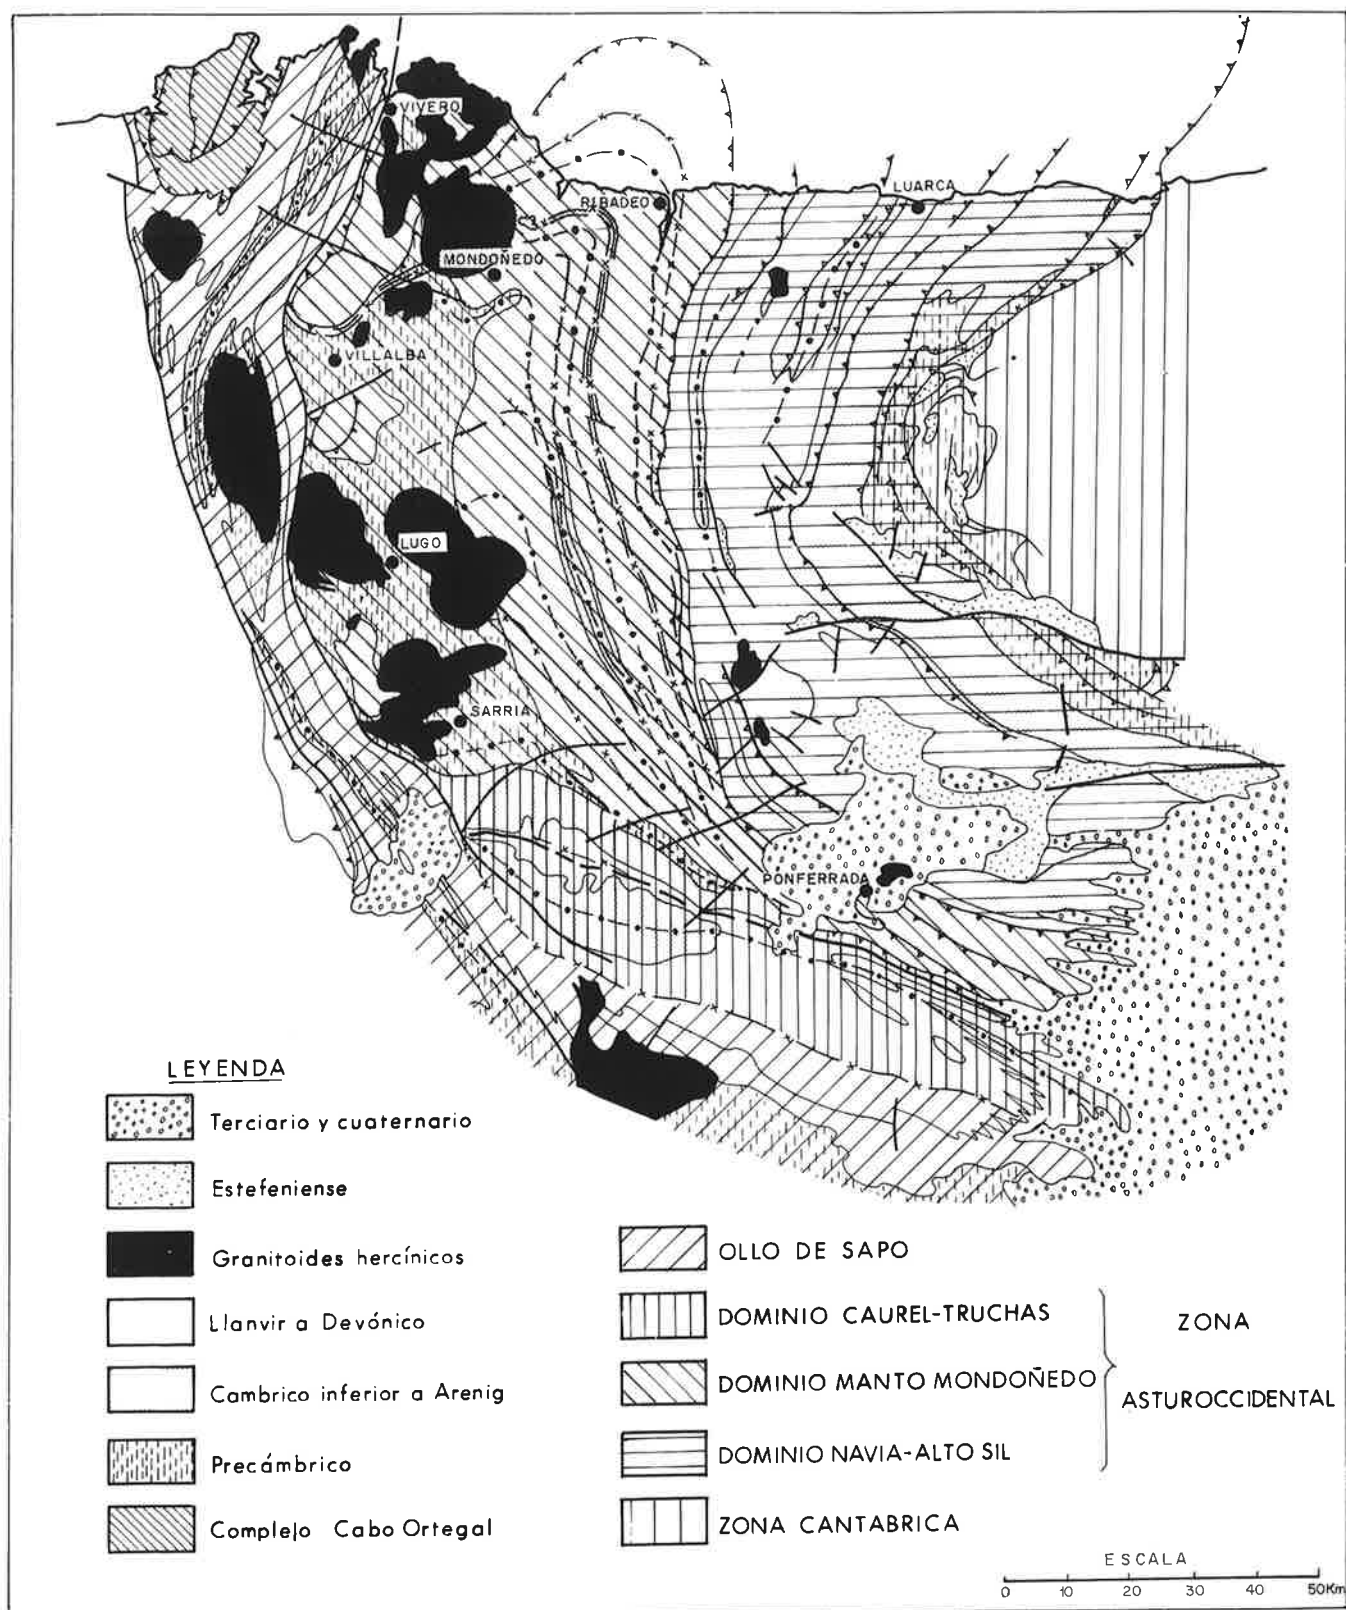 VIVERO
RIBADEO
LUARCA
MONDOÑEDO
VILLALBA
LUGO
SARRIA
PONFERRADA
LEYENDA
Terciario y cuaternario
Estefeniense
Granitoides hercínicos
Llanvir a Devónico
Cambrico inferior a Arenig
Precámbrico
Complejo Cabo Ortegal
OLLO DE SAPO
DOMINIO CAUREL-TRUCHAS
DOMINIO MANTO MONDOÑEDO
DOMINIO NAVIA-ALTO SIL
ZONA CANTABRICA
ZONA
ASTUROCCIDENTAL
ESCALA
0 10 20 30 40 50Km